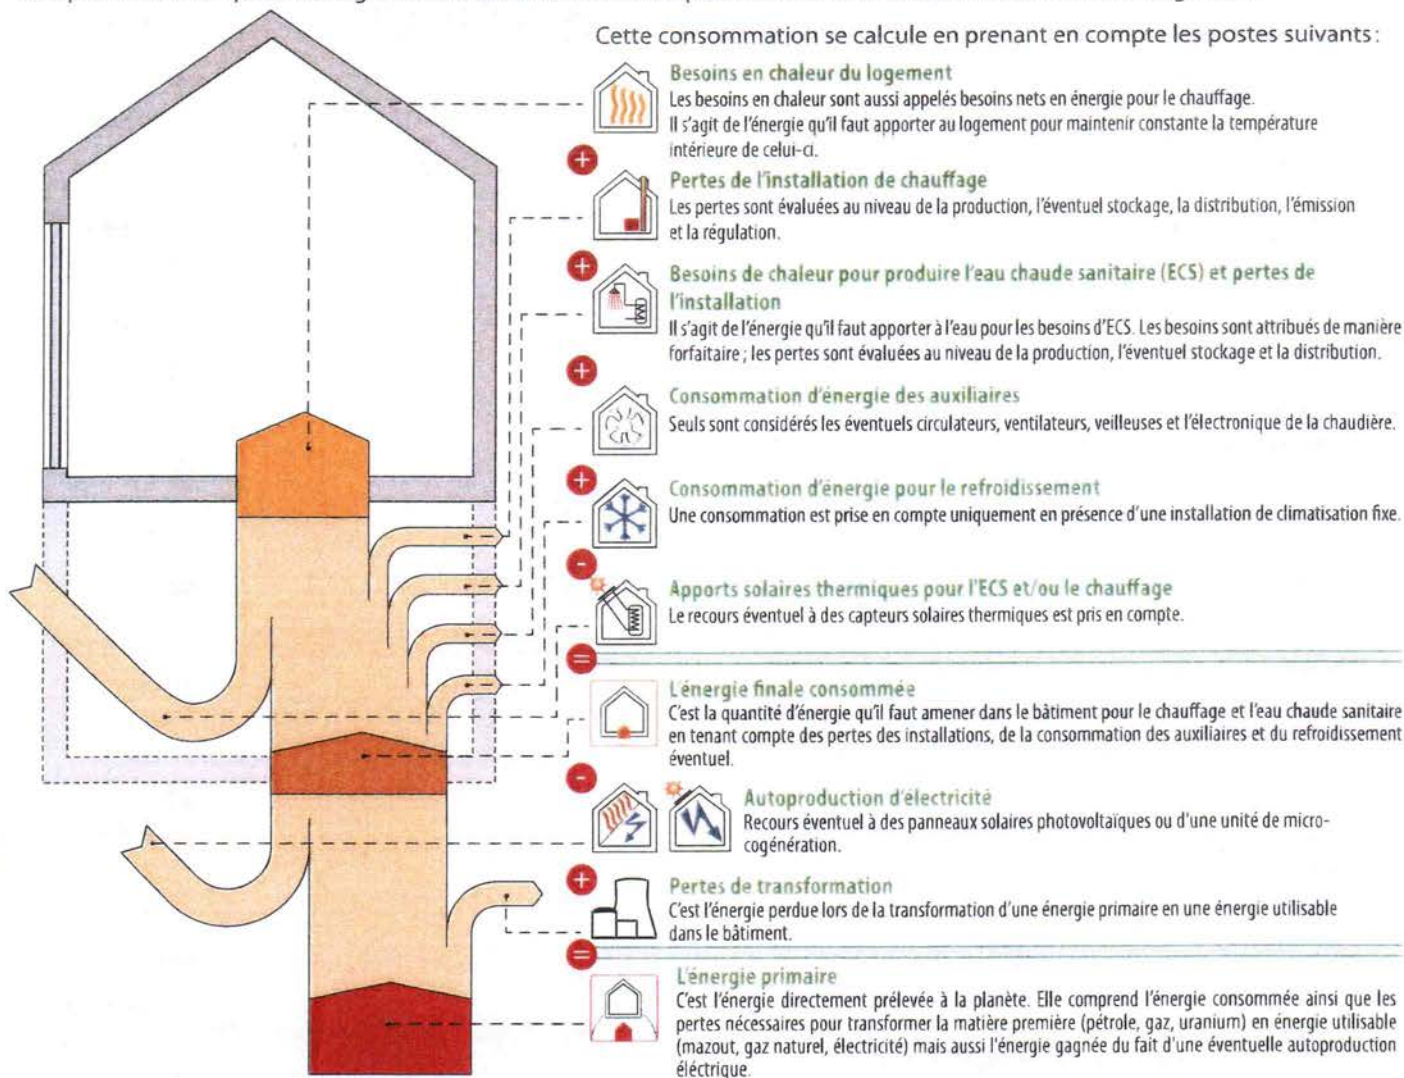 Cette consommation se calcule en prenant en compte les postes suivants :
Besoins en chaleur du logement
Les besoins en chaleur sont aussi appelés besoins nets en énergie pour le chauffage.
Il s'agit de l'énergie qu'il faut apporter au logement pour maintenir constante la température
intérieure de celui-ci.
+
Pertes de l'installation de chauffage
Les pertes sont évaluées au niveau de la production, l'éventuel stockage, la distribution, l'émission
et la régulation.
+
Besoins de chaleur pour produire l'eau chaude sanitaire (ECS) et pertes de
l'installation
Il s'agit de l'énergie qu'il faut apporter à l'eau pour les besoins d'ECS. Les besoins sont attribués de manière
forfaitaire ; les pertes sont évaluées au niveau de la production, l'éventuel stockage et la distribution.
+
Consommation d'énergie des auxiliaires
Seuls sont considérés les éventuels circulateurs, ventilateurs, veilleuses et l'électronique de la chaudière.
+
Consommation d'énergie pour le refroidissement
Une consommation est prise en compte uniquement en présence d'une installation de climatisation fixe.
-
Apports solaires thermiques pour l'ECS et/ou le chauffage
Le recours éventuel à des capteurs solaires thermiques est pris en compte.
=
L'énergie finale consommée
C'est la quantité d'énergie qu'il faut amener dans le bâtiment pour le chauffage et l'eau chaude sanitaire
en tenant compte des pertes des installations, de la consommation des auxiliaires et du refroidissement
éventuel.
-
Autoproduction d'électricité
Recours éventuel à des panneaux solaires photovoltaïques ou d'une unité de micro-
cogénération.
+
Pertes de transformation
C'est l'énergie perdue lors de la transformation d'une énergie primaire en une énergie utilisable
dans le bâtiment.
=
L'énergie primaire
C'est l'énergie directement prélevée à la planète. Elle comprend l'énergie consommée ainsi que les
pertes nécessaires pour transformer la matière première (pétrole, gaz, uranium) en énergie utilisable
(mazout, gaz naturel, électricité) mais aussi l'énergie gagnée du fait d'une éventuelle autoproduction
éléctrique.